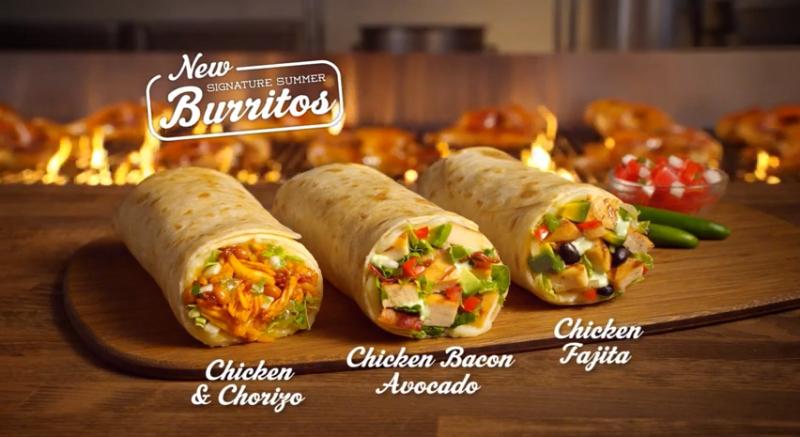 New
SIGNATURE SUMMER
Burritos
Chicken
& Chorizo
Chicken Bacon
Avocado
Chicken
Fajita